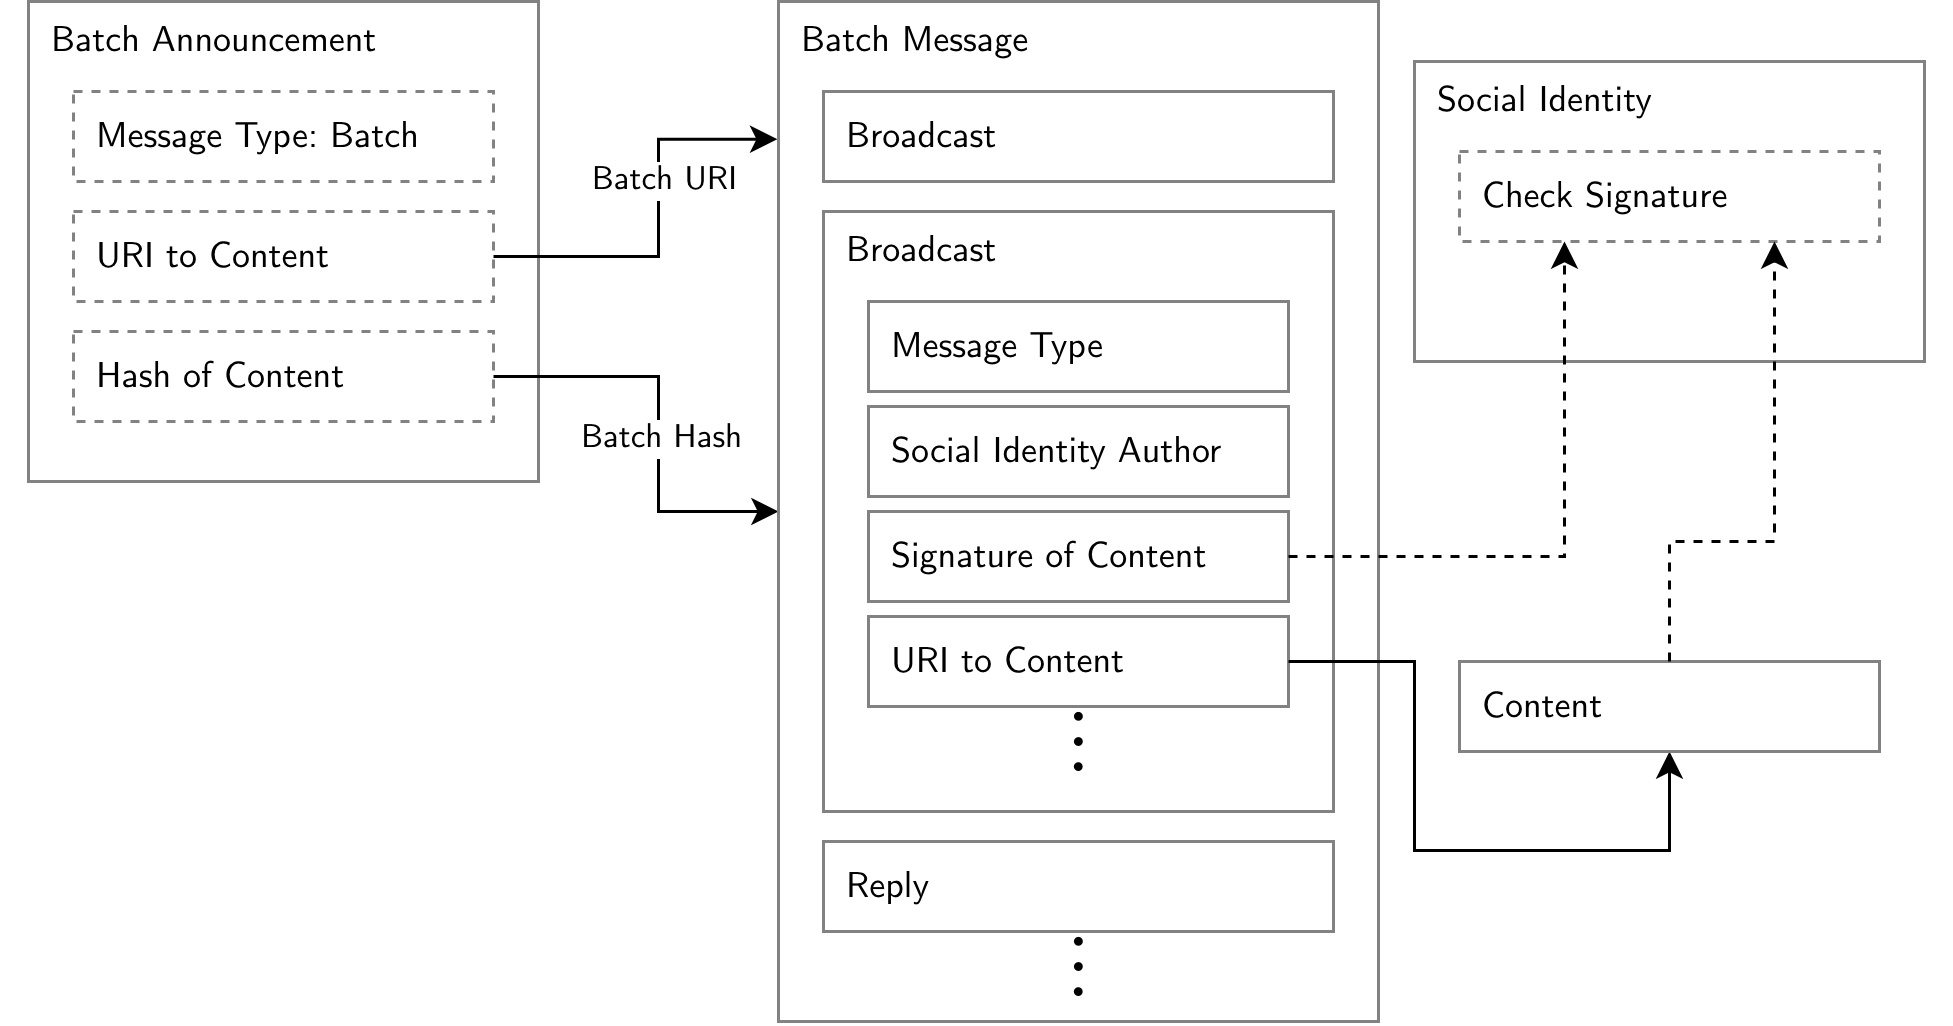 Batch Announcement
Message Type: Batch
URI to Content
Hash of Content
Batch URI
Batch Hash
Batch Message
Broadcast
Broadcast
Message Type
Social Identity Author
Signature of Content
URI to Content
Reply
Social Identity
Check Signature
Content